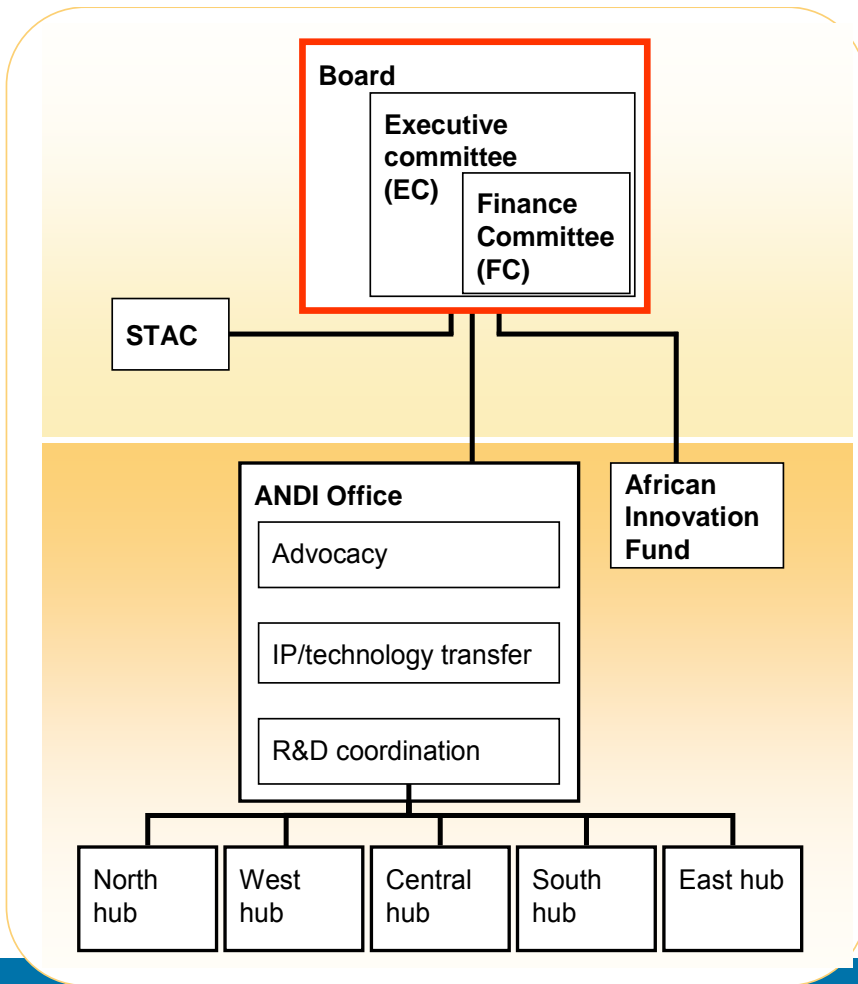 Board
Executive
committee
(EC)
Finance
Committee
(FC)
STAC
ANDI Office
Advocacy
IP/technology transfer
R&D coordination
African
Innovation
Fund
North
hub
West
hub
Central
hub
South
hub
East hub